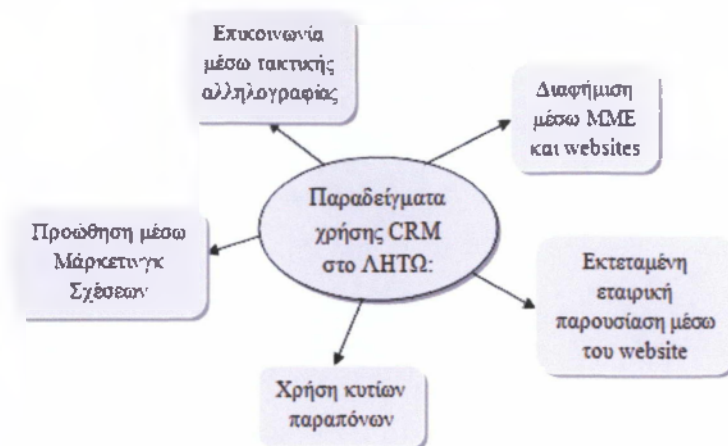 Επικοινωνία
μέσω τακτικής
αλληλογραφίας
Διαφήμιση
μέσω ΜΜΕ
και websites
Παραδείγματα
χρήσης CRM
στο ΛΗΤΩ:
Προώθηση μέσω
Μάρκετινγκ
Σχέσεων
Εκτεταμένη
εταιρική
παρουσίαση μέσω
του website
Χρήση κυτίων
παραπόνων